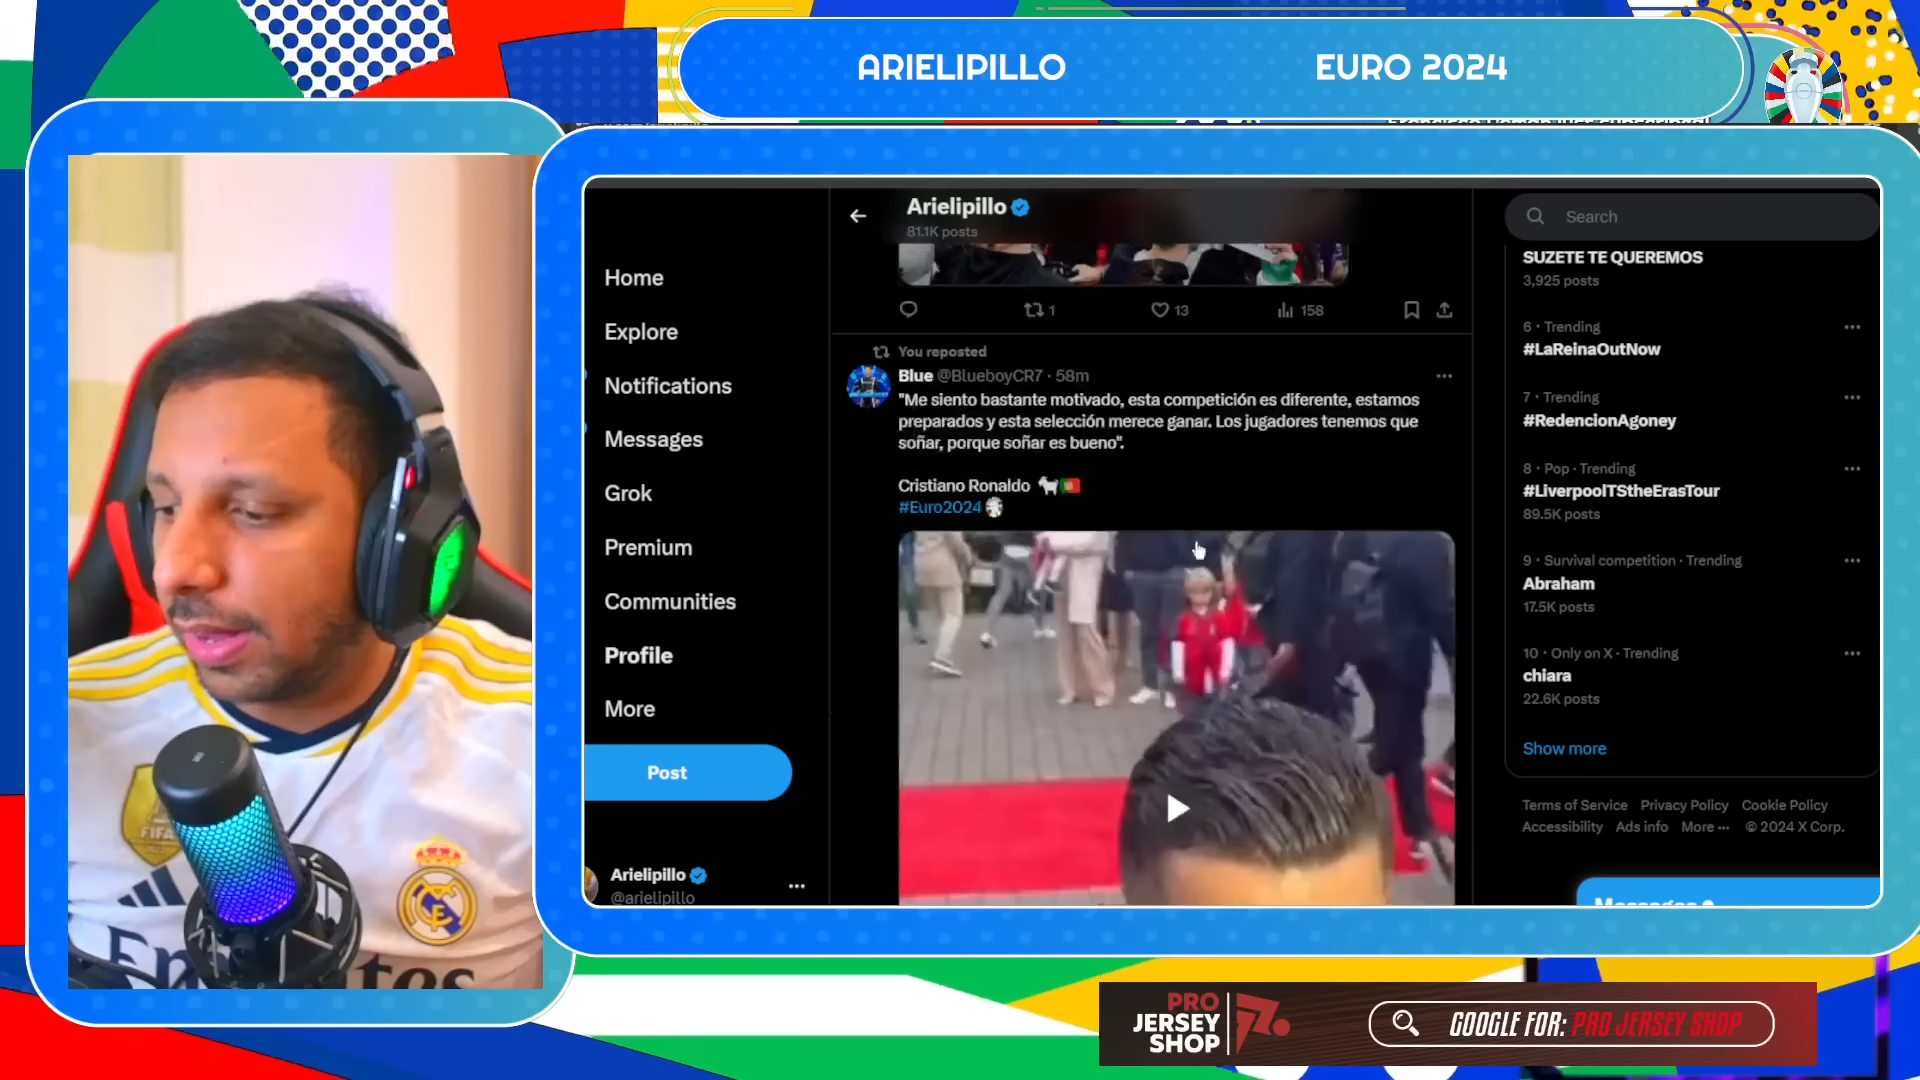 ARIELIPILLO
EURO 2024
Arielipillo
81.1K posts
Search
SUZETE TE QUEREMOS
3,925 posts
Home
Explore
Notifications
Messages
Grok
Premium
Communities
Profile
More
Post
Arielipillo
@arielipillo
1
13
158
You reposted
Blue @BlueboyCR7 · 58m
"Me siento bastante motivado, esta competición es diferente, estamos
preparados y esta selección merece ganar. Los jugadores tenemos que
soñar, porque soñar es bueno".
Cristiano Ronaldo
#Euro2024
6 · Trending
#LaReinaOutNow
7 · Trending
#RedencionAgoney
8 · Pop · Trending
#LiverpoolTStheErasTour
89.5K posts
9 · Survival competition · Trending
Abraham
17.5K posts
10 · Only on X · Trending
chiara
22.6K posts
Show more
Terms of Service Privacy Policy Cookie Policy
Accessibility Ads info More ··· © 2024 X Corp.
Messages
FIFA
PRO
JERSEY
SHOP
GOOGLE FOR: PRO JERSEY SHOP